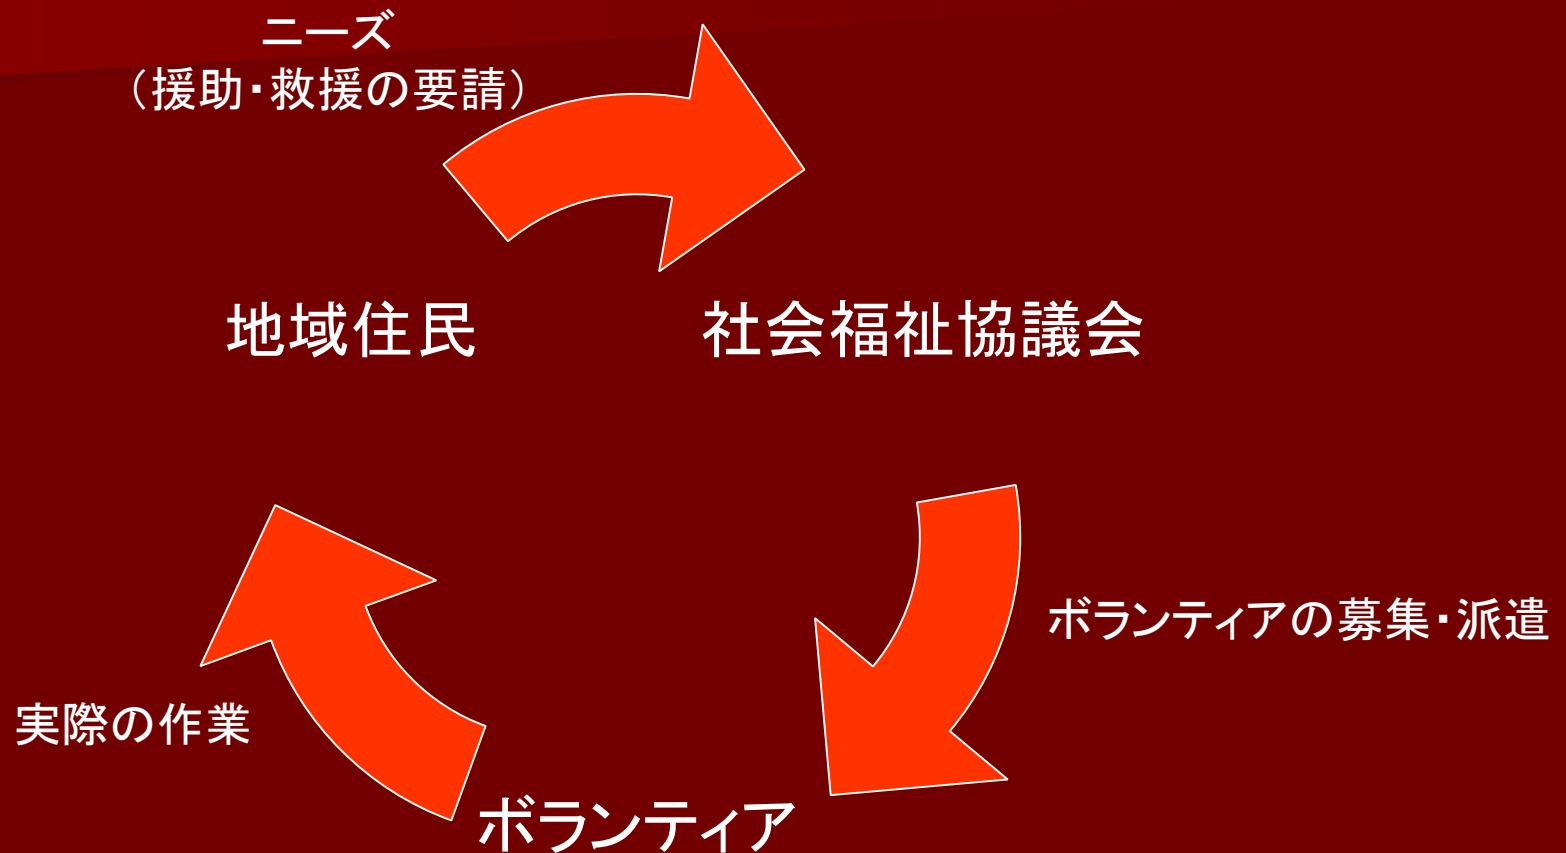 ニーズ
（援助・救援の要請）
地域住民
社会福祉協議会
ボランティアの募集・派遣
実際の作業
ボランティア